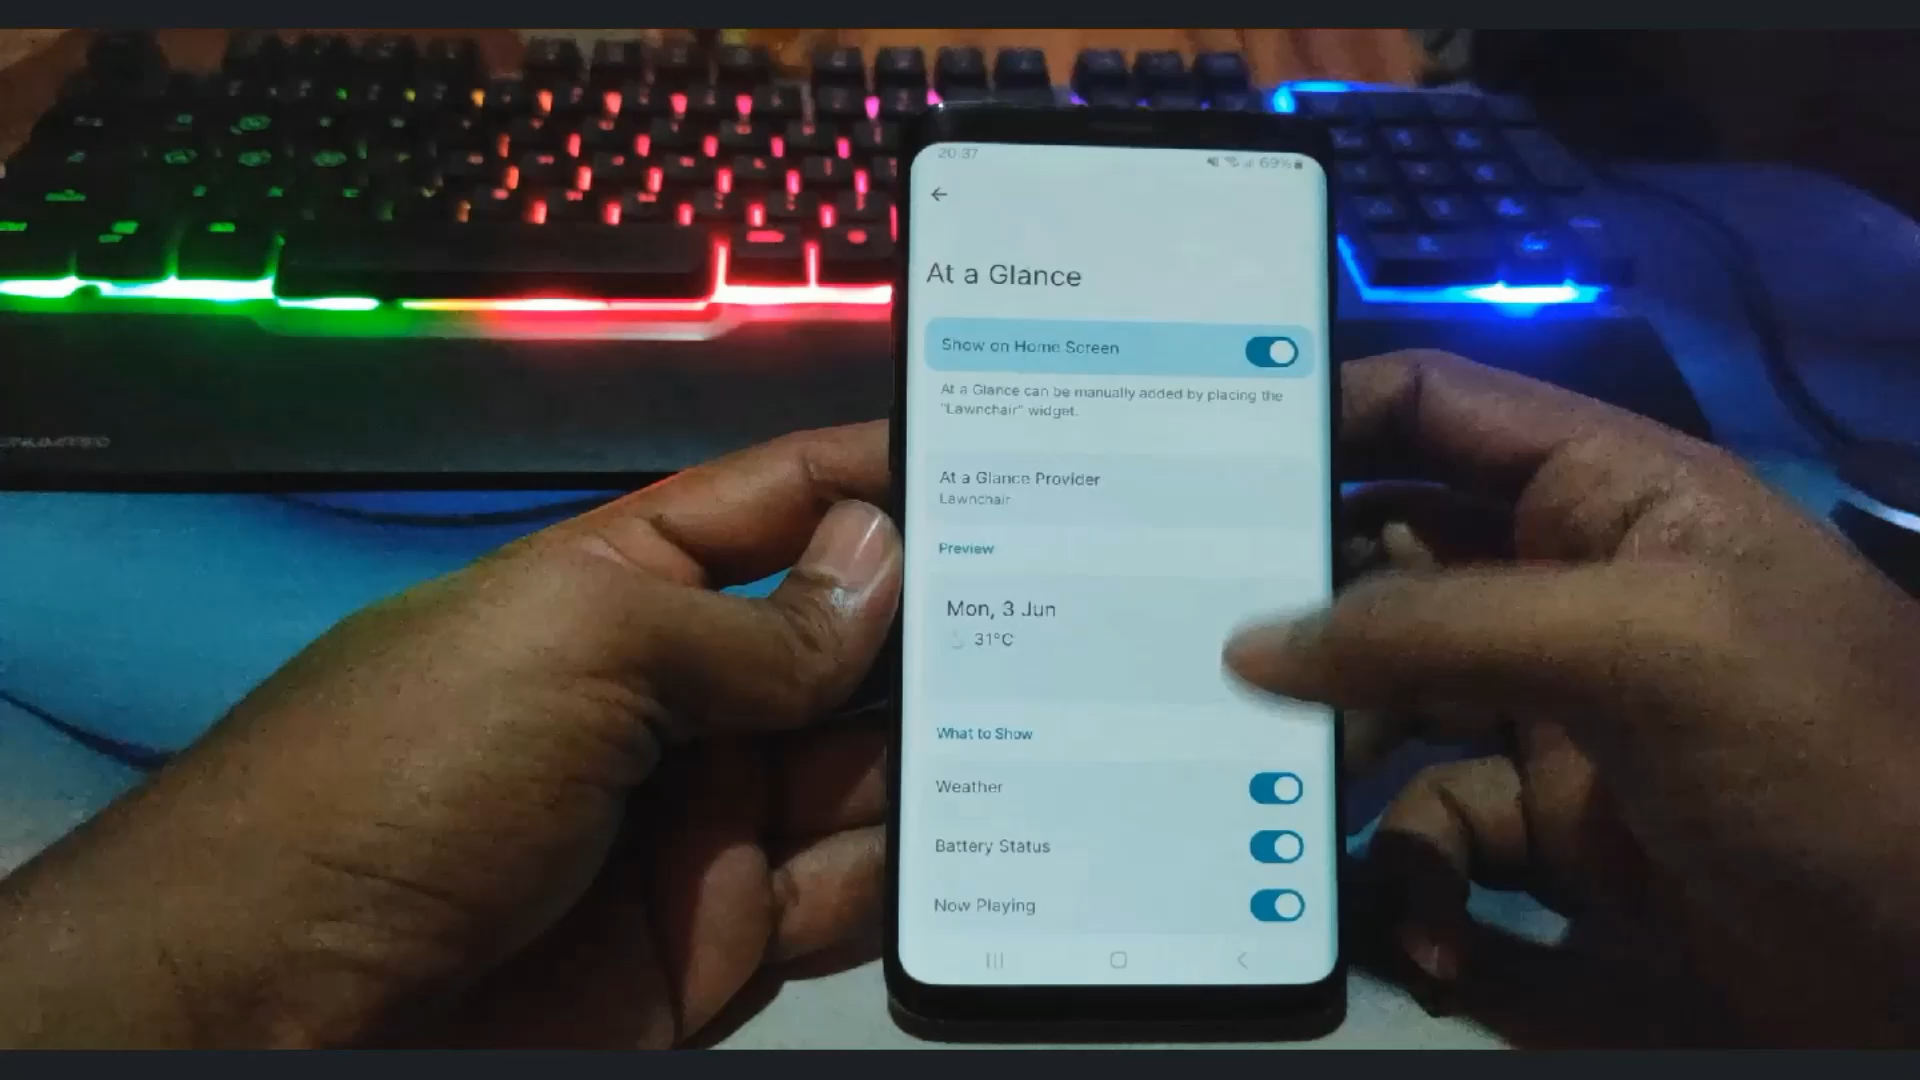 20:37
69%
At a Glance
Show on Home Screen
At a Glance can be manually added by placing the
"Lawnchair" widget.
At a Glance Provider
Lawnchair
Preview
Mon, 3 Jun
31°C
What to Show
Weather
Battery Status
Now Playing